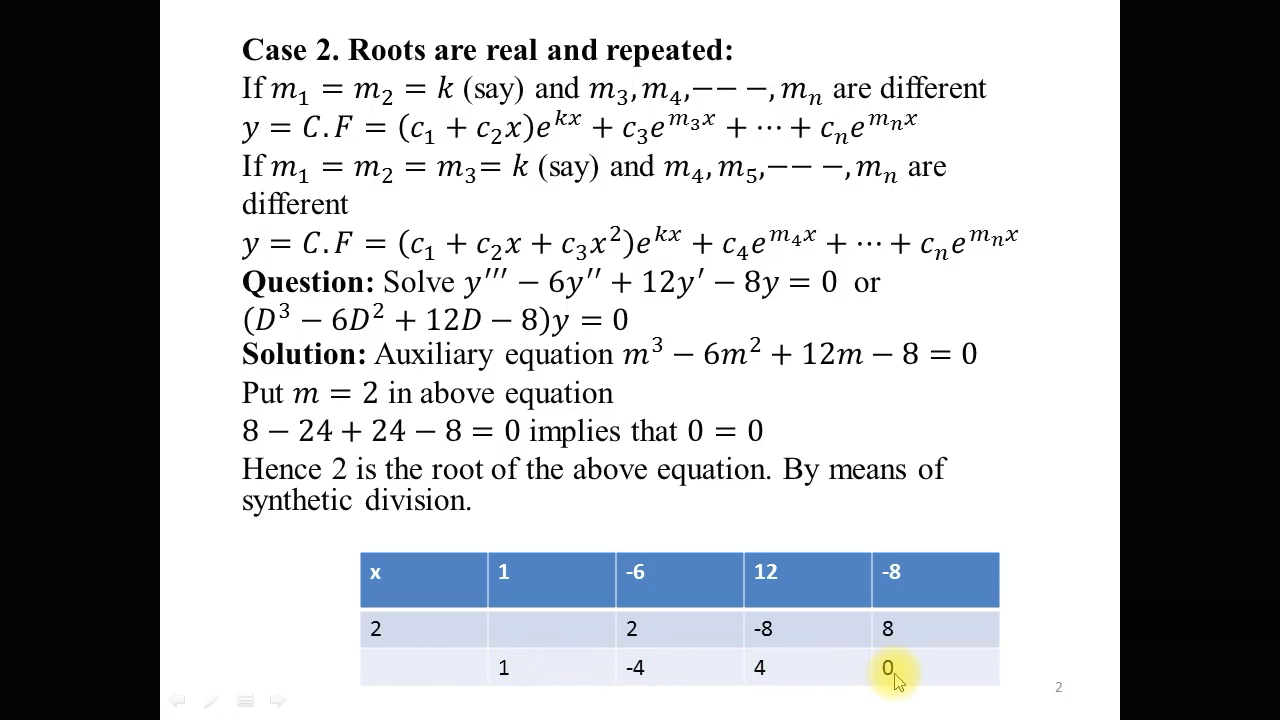 Case 2. Roots are real and repeated:
If m₁ = m₂ = k (say) and m₃, m₄,−− −, mₙ are different
y = C.F = (c₁ + c₂x)e^{kx} + c₃e^{m₃x} + ⋯ + cₙe^{mₙx}
If m₁ = m₂ = m₃= k (say) and m₄, m₅,−− −, mₙ are
different
y = C.F = (c₁ + c₂x + c₃x²)e^{kx} + c₄e^{m₄x} + ⋯ + cₙe^{mₙx}
Question: Solve y′′′ − 6y′′ + 12y′ − 8y = 0 or
(D³ − 6D² + 12D − 8)y = 0
Solution: Auxiliary equation m³ − 6m² + 12m − 8 = 0
Put m = 2 in above equation
8 − 24 + 24 − 8 = 0 implies that 0 = 0
Hence 2 is the root of the above equation. By means of
synthetic division.
x 1 -6 12 -8
2 2 -8 8
1 -4 4 0
2